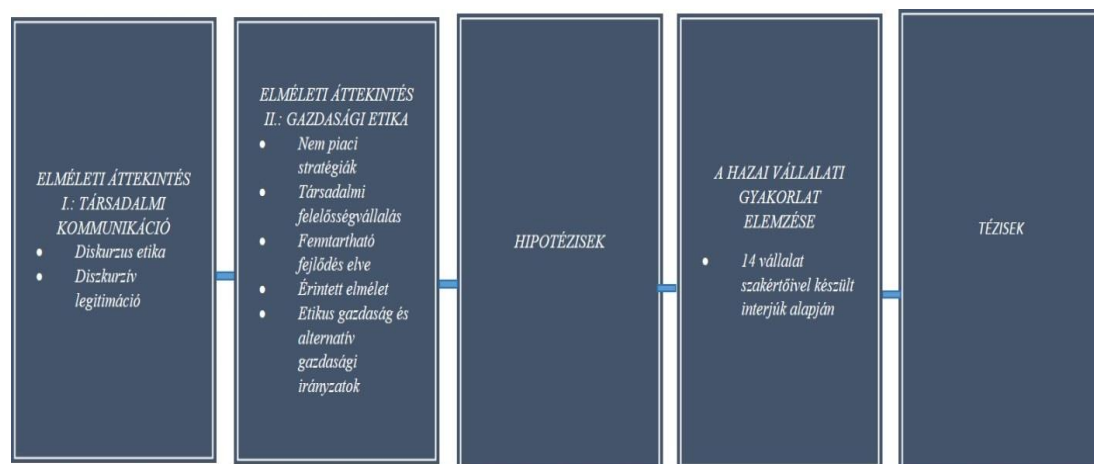 ELMÉLETI ÁTTEKINTÉS
I.: TÁRSADALMI
KOMMUNIKÁCIÓ
• Diskurzus etika
• Diszkurzív
legitimáció
ELMÉLETI ÁTTEKINTÉS
II.: GAZDASÁGI ETIKA
• Nem piaci
stratégiák
• Társadalmi
felelősségvállalás
• Fenntartható
fejlődés elve
• Érintett elmélet
• Etikus gazdaság és
alternatív
gazdasági
irányzatok
HIPOTÉZISEK
A HAZAI VÁLLALATI
GYAKORLAT
ELEMZÉSE
• 14 vállalat
szakértőivel készült
interjúk alapján
TÉZISEK